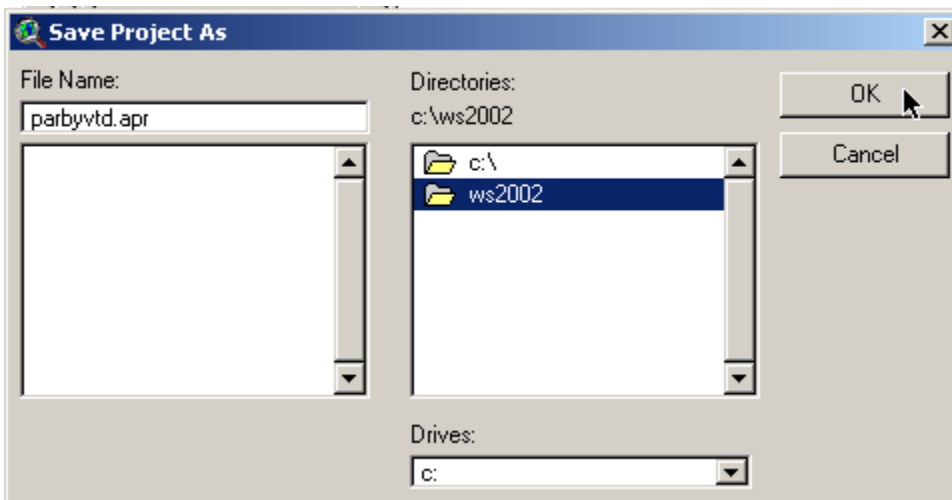 Save Project As
File Name:
parbyvtd.apr
Directories:
c:\ws2002
c:\
ws2002
Drives:
c:
OK
Cancel